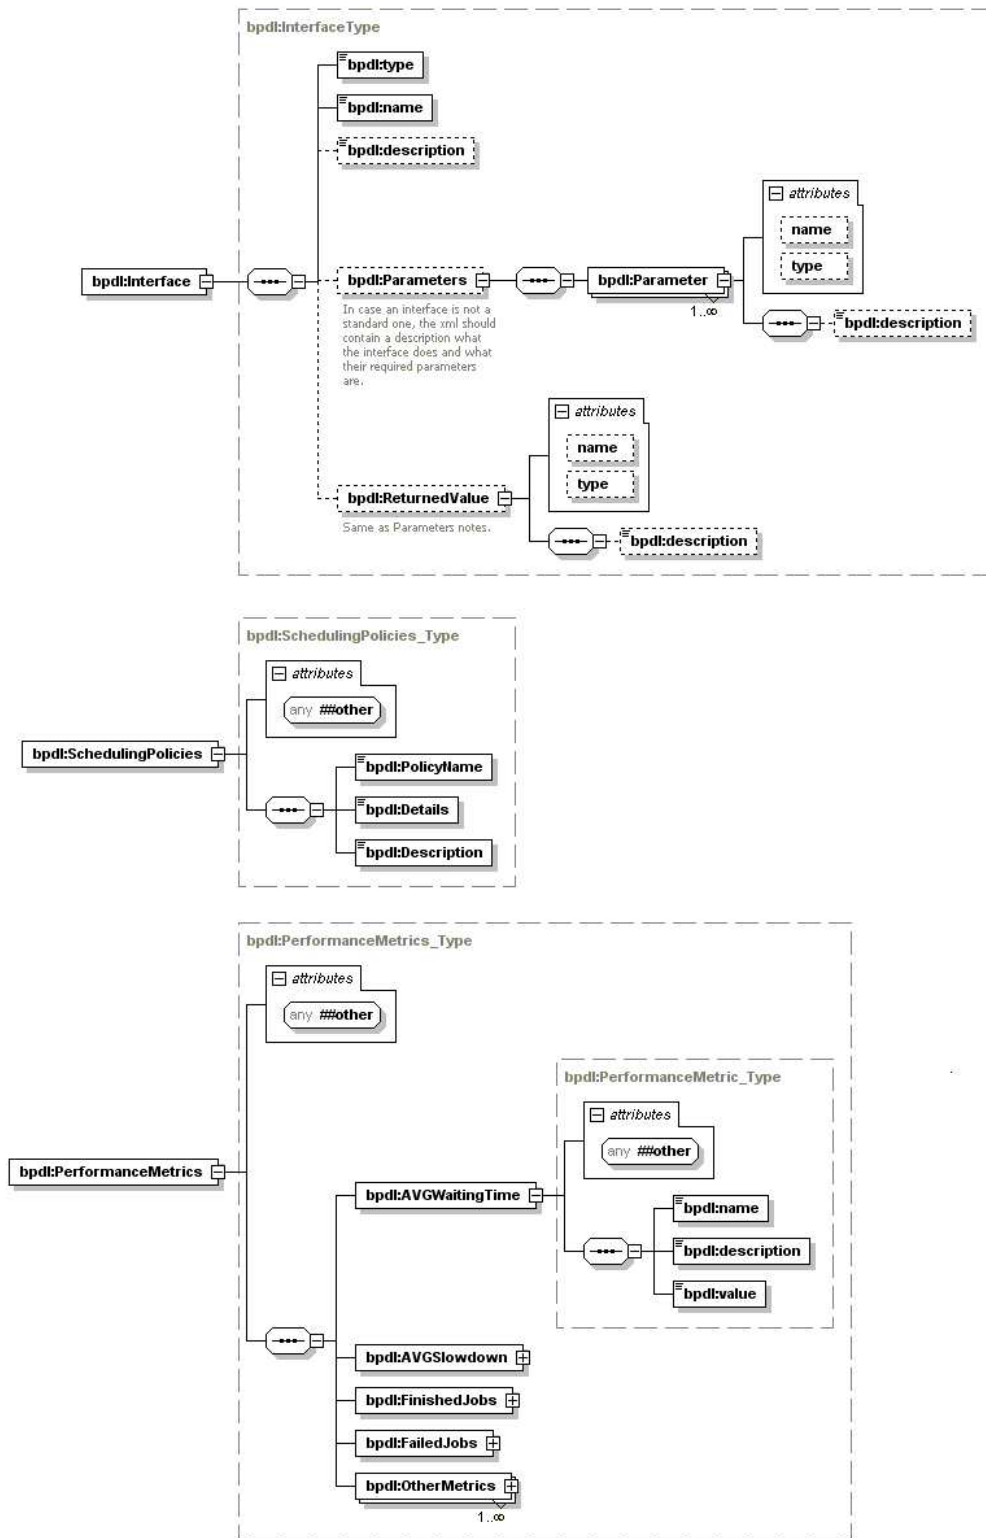 bpdl:InterfaceType
bpdl:type
bpdl:name
bpdl:description
attributes
name
type
bpdl:Interface
bpdl:Parameters
bpdl:Parameter
1..∞
bpdl:description
In case an interface is not a
standard one, the xml should
contain a description what
the interface does and what
their required parameters
are.
attributes
name
type
bpdl:ReturnedValue
Same as Parameters notes.
bpdl:description
bpdl:SchedulingPolicies_Type
attributes
any ##other
bpdl:SchedulingPolicies
bpdl:PolicyName
bpdl:Details
bpdl:Description
bpdl:PerformanceMetrics_Type
attributes
any ##other
bpdl:PerformanceMetric_Type
attributes
any ##other
bpdl:PerformanceMetrics
bpdl:AVGWaitingTime
bpdl:name
bpdl:description
bpdl:value
bpdl:AVGSlowdown
bpdl:FinishedJobs
bpdl:FailedJobs
bpdl:OtherMetrics
1..∞